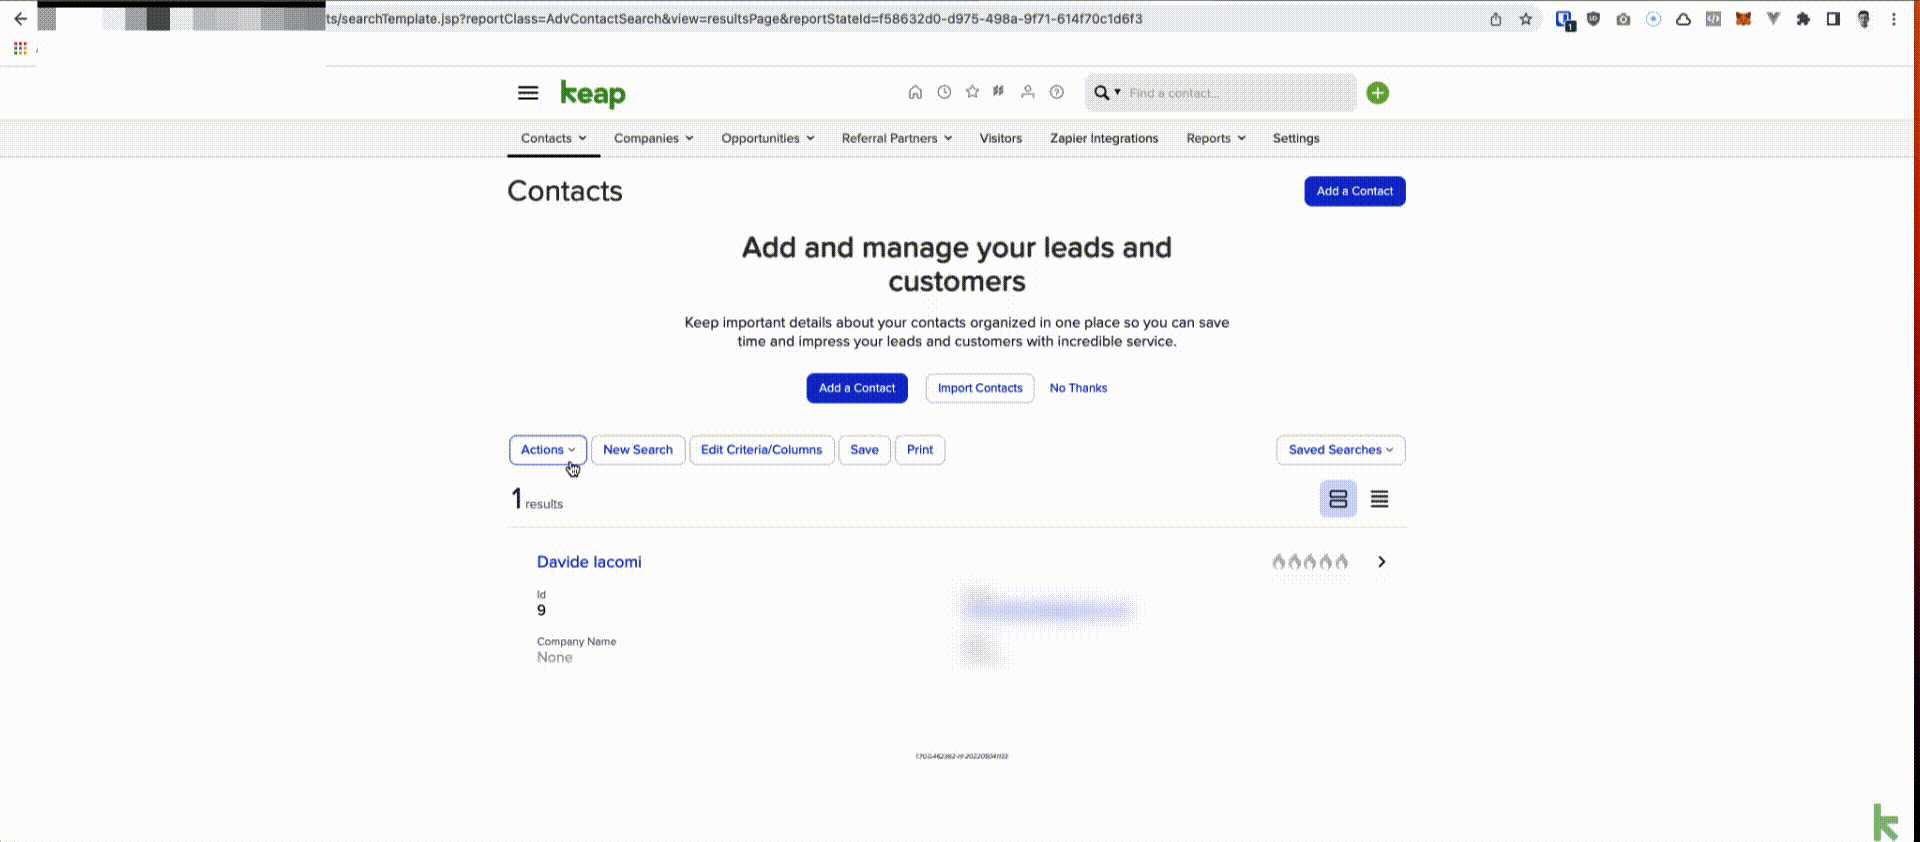 ts/searchTemplate.jsp?reportClass=AdvContactSearch&view=resultsPage&reportStateId=f58632d0-d975-498a-9f71-614f70c1d6f3
1
keap
Find a contact...
Contacts Companies Opportunities Referral Partners Visitors Zapier Integrations Reports Settings
Contacts
Add a Contact
Add and manage your leads and
customers
Keep important details about your contacts organized in one place so you can save
time and impress your leads and customers with incredible service.
Add a Contact Import Contacts No Thanks
Actions New Search Edit Criteria/Columns Save Print Saved Searches
1 results
Davide Iacomi
Id
9
Company Name
None